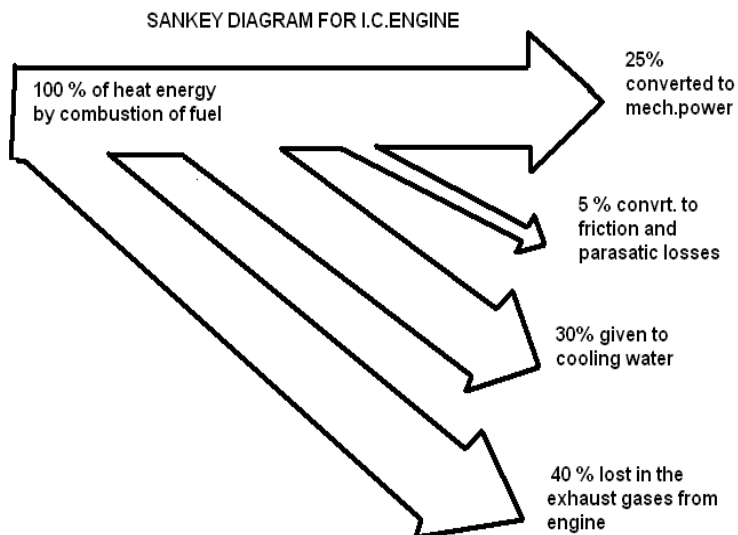 SANKEY DIAGRAM FOR I.C.ENGINE
100 % of heat energy
by combustion of fuel
25%
converted to
mech.power
5 % convrt. to
friction and
parasatic losses
30% given to
cooling water
40 % lost in the
exhaust gases from
engine